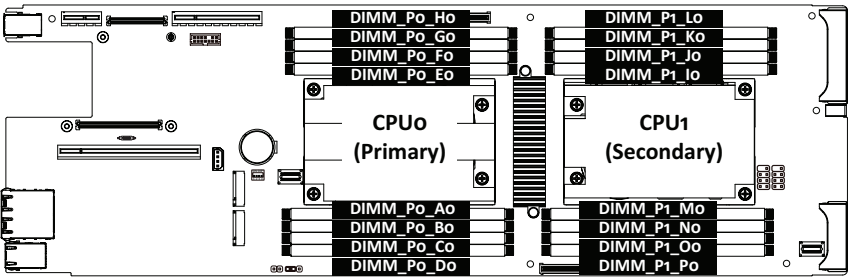 DIMM_P0_H0
DIMM_P0_G0
DIMM_P0_F0
DIMM_P0_E0
CPU0
(Primary)
DIMM_P0_A0
DIMM_P0_B0
DIMM_P0_C0
DIMM_P0_D0
DIMM_P1_L0
DIMM_P1_K0
DIMM_P1_J0
DIMM_P1_I0
CPU1
(Secondary)
DIMM_P1_M0
DIMM_P1_N0
DIMM_P1_O0
DIMM_P1_P0